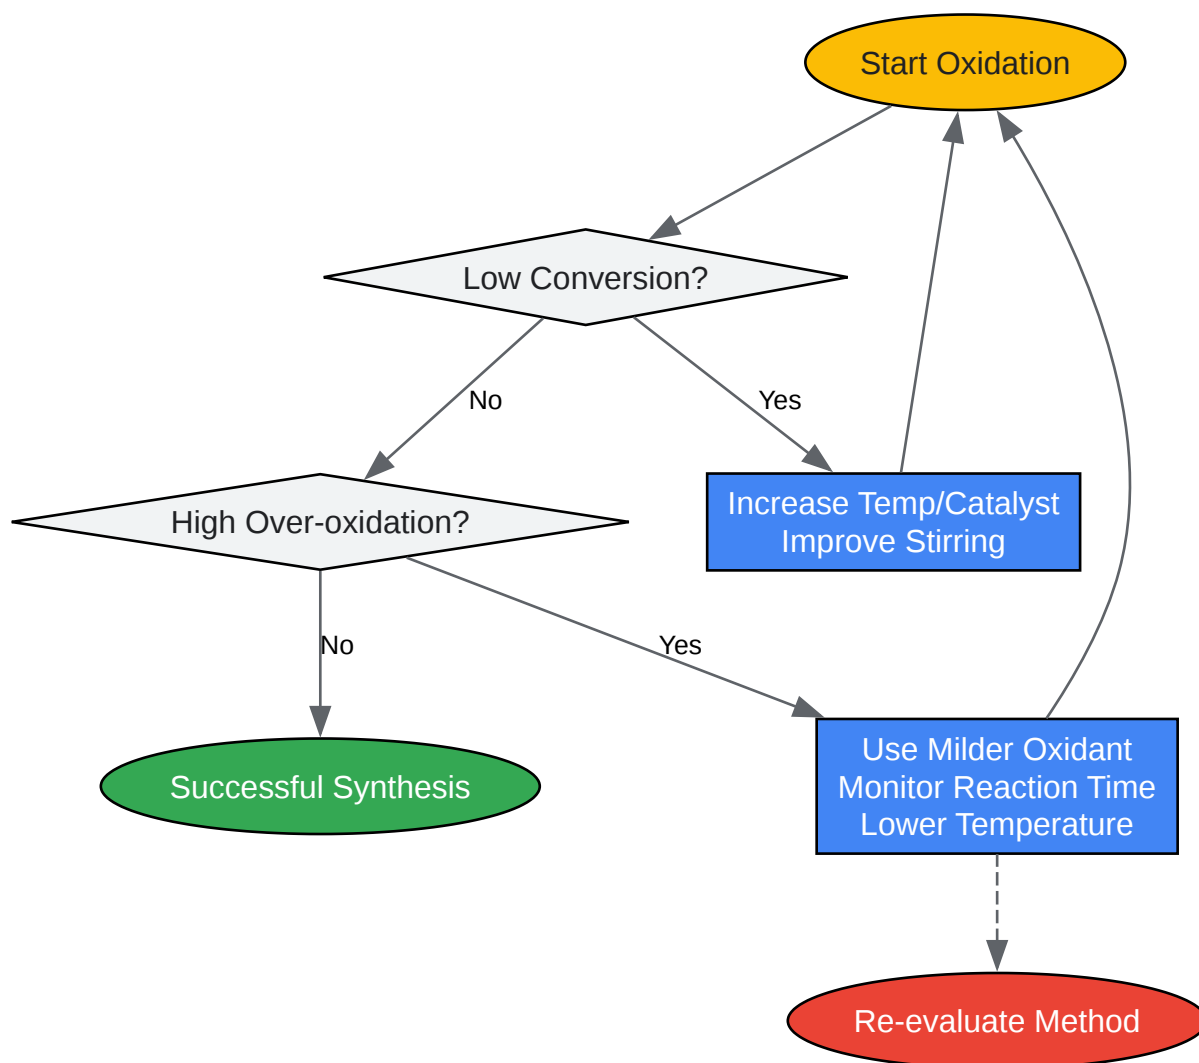 Start Oxidation
Low Conversion?
No
Yes
Increase Temp/Catalyst
Improve Stirring
High Over-oxidation?
No
Yes
Successful Synthesis
Use Milder Oxidant
Monitor Reaction Time
Lower Temperature
Re-evaluate Method